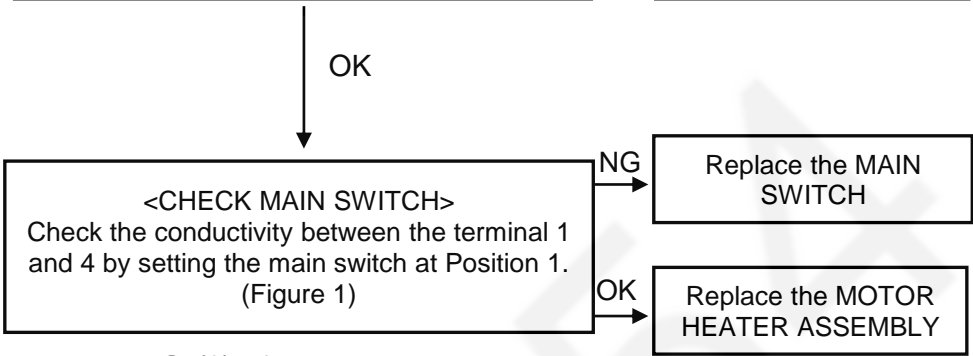 OK
<CHECK MAIN SWITCH>
Check the conductivity between the terminal 1
and 4 by setting the main switch at Position 1.
(Figure 1)
NG
Replace the MAIN
SWITCH
OK
Replace the MOTOR
HEATER ASSEMBLY